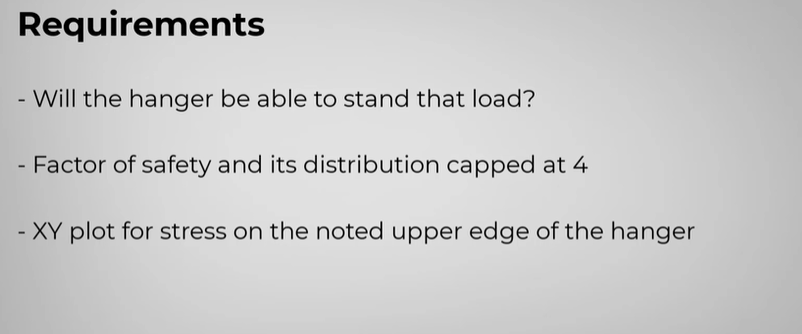 Requirements
- Will the hanger be able to stand that load?
- Factor of safety and its distribution capped at 4
- XY plot for stress on the noted upper edge of the hanger